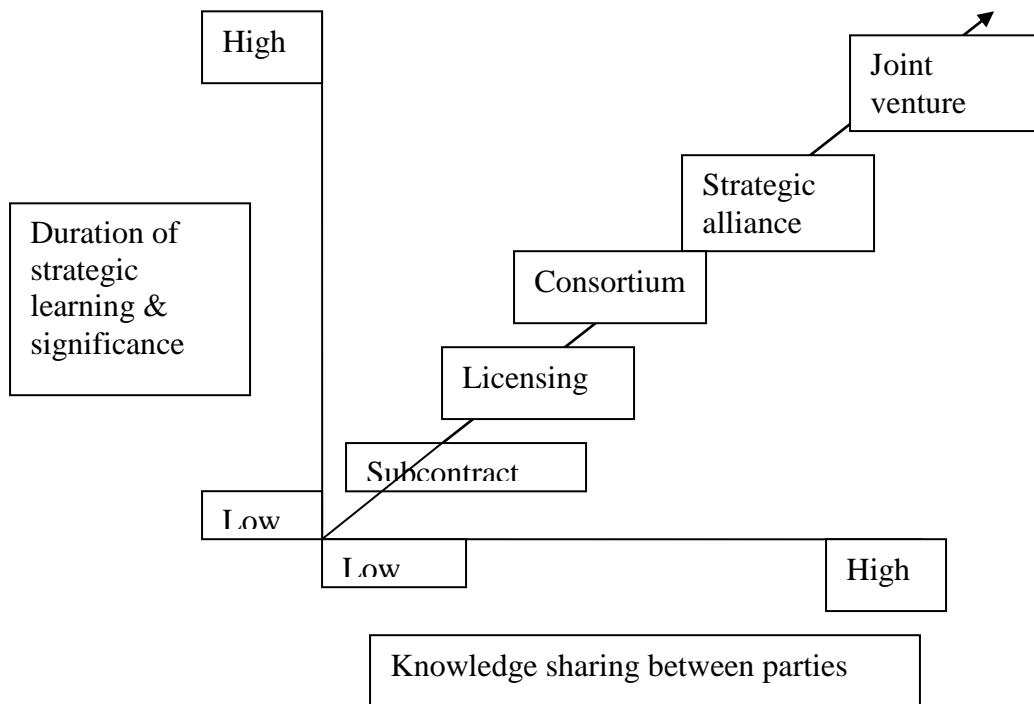 High
Joint
venture
Strategic
alliance
Duration of
strategic
learning &
significance
Consortium
Licensing
Subcontract
Low
Low
High
Knowledge sharing between parties